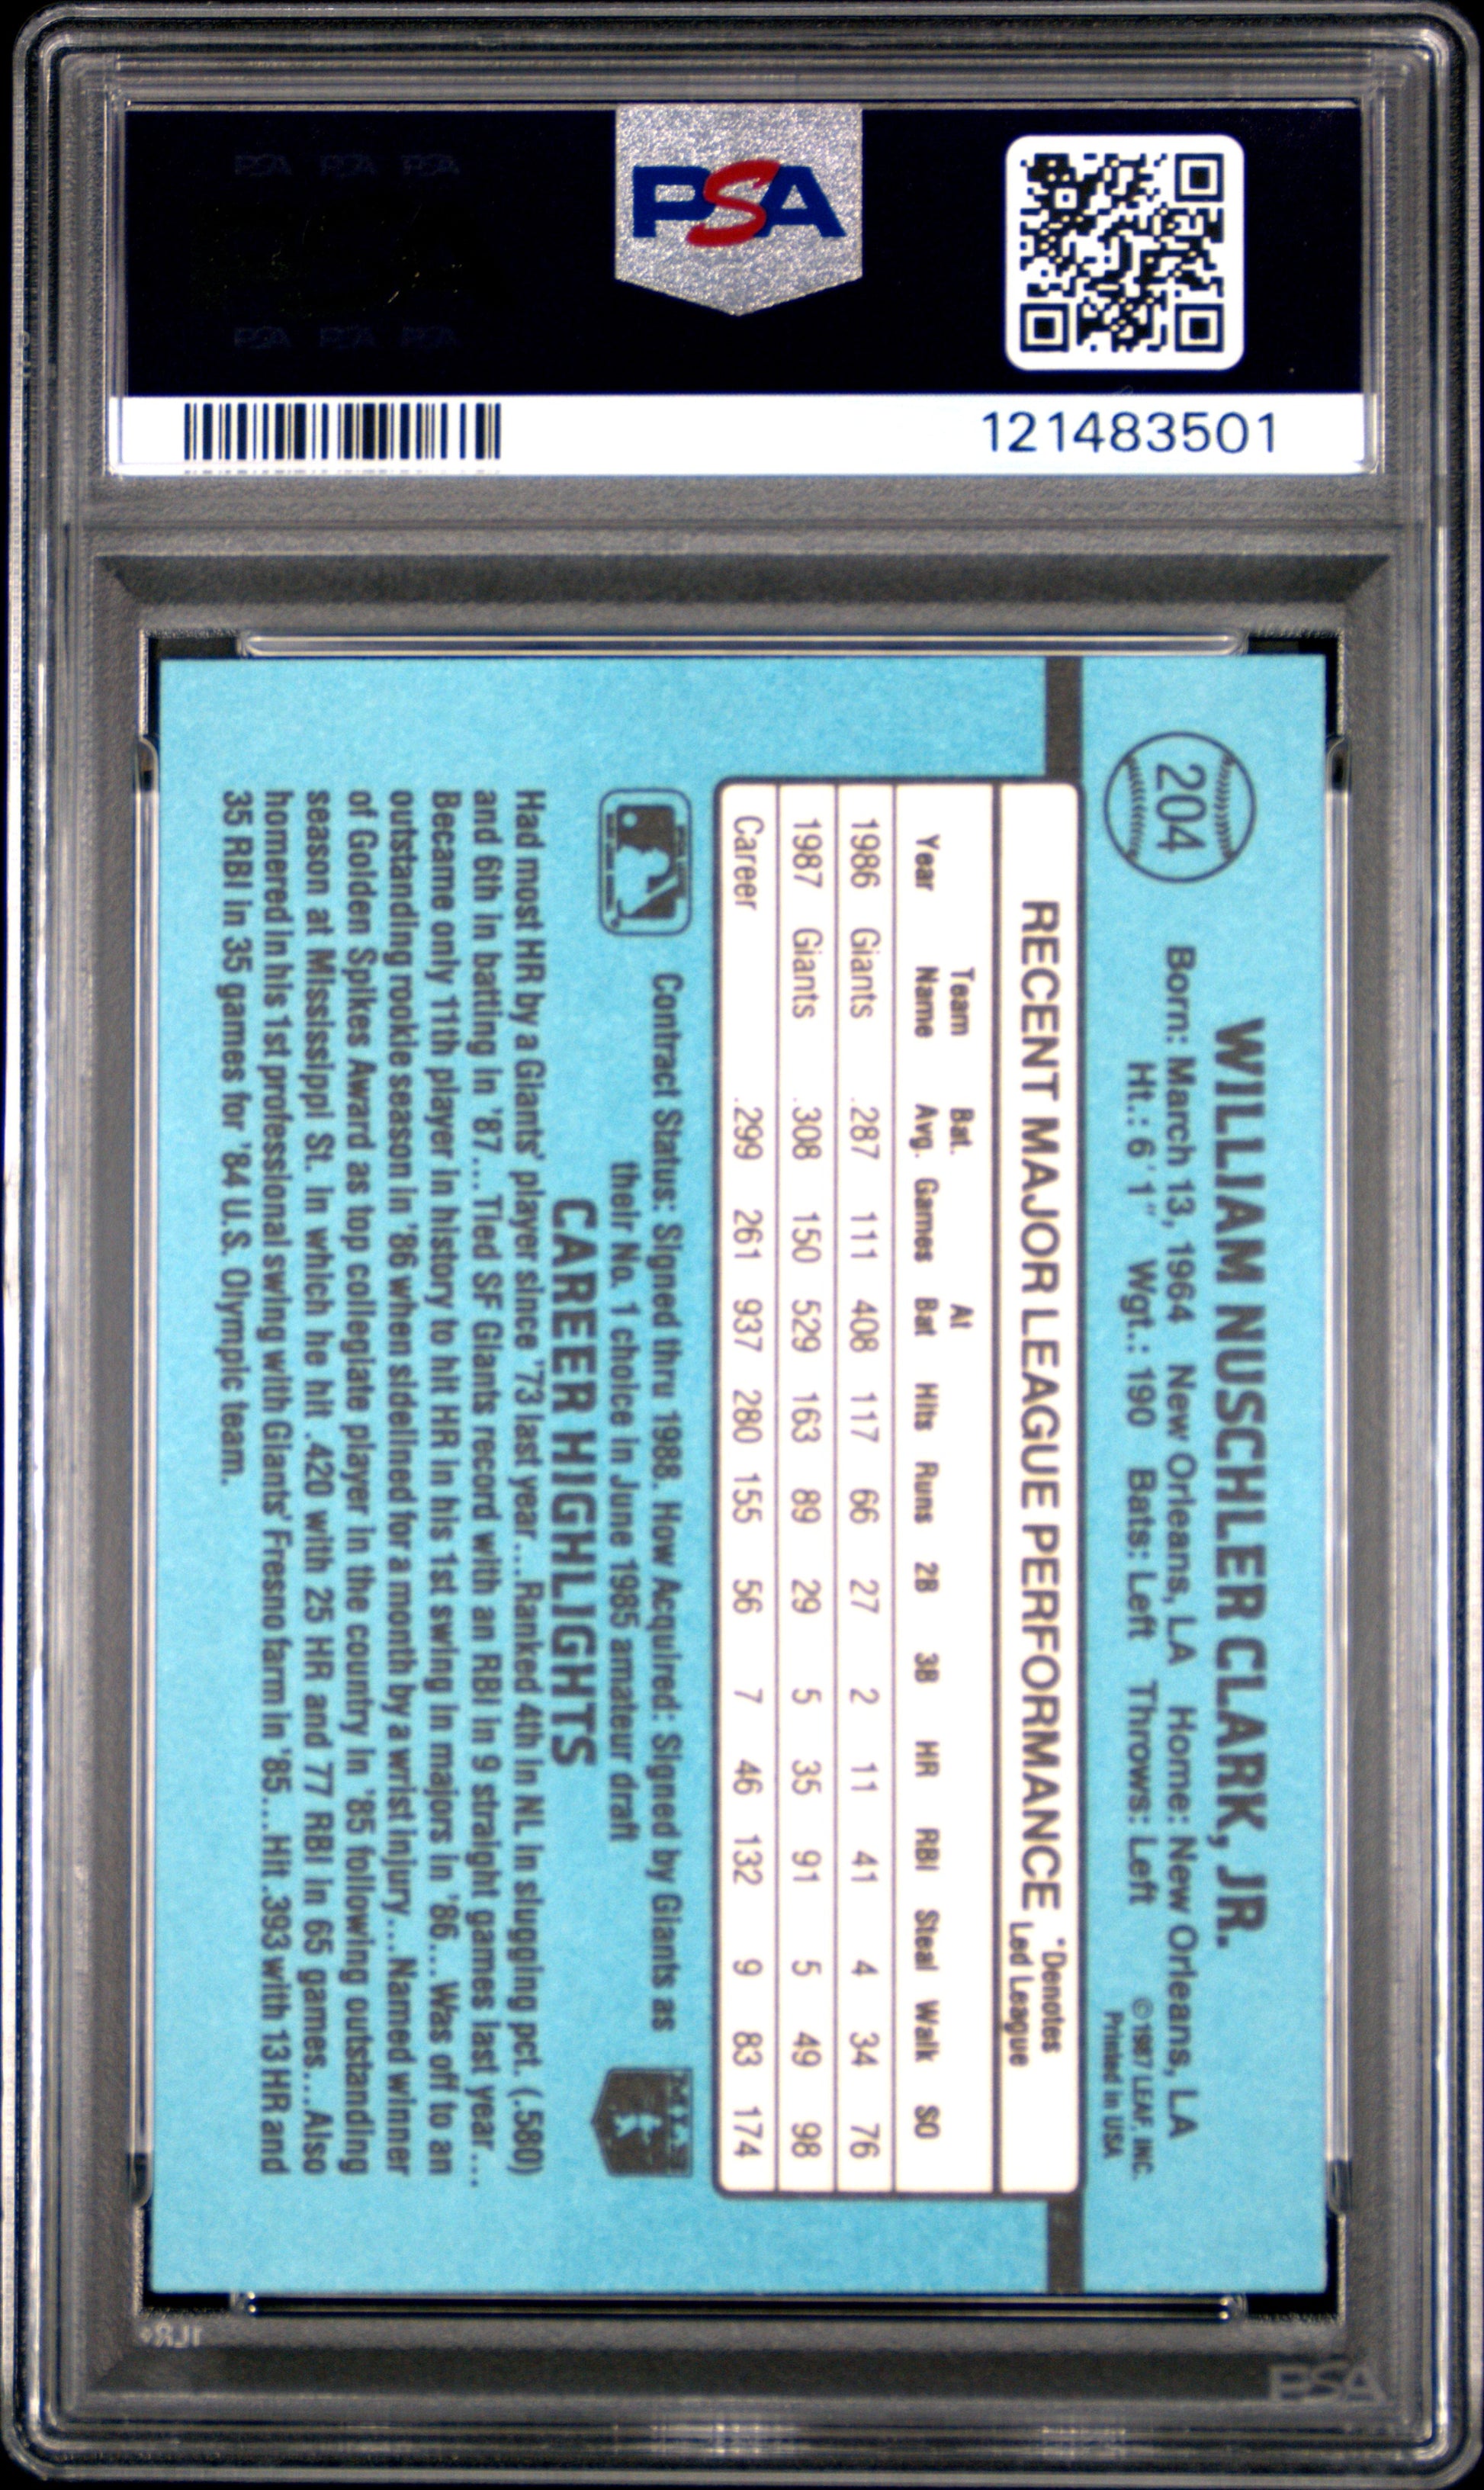 PSA PSA PSA
PSA
PSA PSA PSA
121483501
204
WILLIAM NUSCHLER CLARK, JR.
Born: March 13, 1964 New Orleans, LA Home: New Orleans, LA
Ht.: 6' 1" Wgt.: 190 Bats: Left Throws: Left
© 1987 LEAF, INC.
Printed in USA
RECENT MAJOR LEAGUE PERFORMANCE *Denotes
Led League
Team Bat. At
Year Name Avg. Games Bat Hits Runs 2B 3B HR RBI Steal Walk SO
1986 Giants .287 111 408 117 66 27 2 11 41 4 34 76
1987 Giants .308 150 529 163 89 29 5 35 91 5 49 98
Career .299 261 937 280 155 56 7 46 132 9 83 174
Contract Status: Signed thru 1988. How Acquired: Signed by Giants as
their No. 1 choice in June 1985 amateur draft
CAREER HIGHLIGHTS
Had most HR by a Giants' player since '73 last year...Ranked 4th in NL in slugging pct. (.580)
and 6th in batting in '87...Tied SF Giants record with an RBI in 9 straight games last year...
Became only 11th player in history to hit HR in his 1st swing in majors in '86...Was off to an
outstanding rookie season in '86 when sidelined for a month by a wrist injury...Named winner
of Golden Spikes Award as top collegiate player in the country in '85 following outstanding
season at Mississippi St. in which he hit .420 with 25 HR and 77 RBI in 65 games...Also
homered in his 1st professional swing with Giants' Fresno farm in '85...Hit .393 with 13 HR and
35 RBI in 35 games for '84 U.S. Olympic team.
PSA